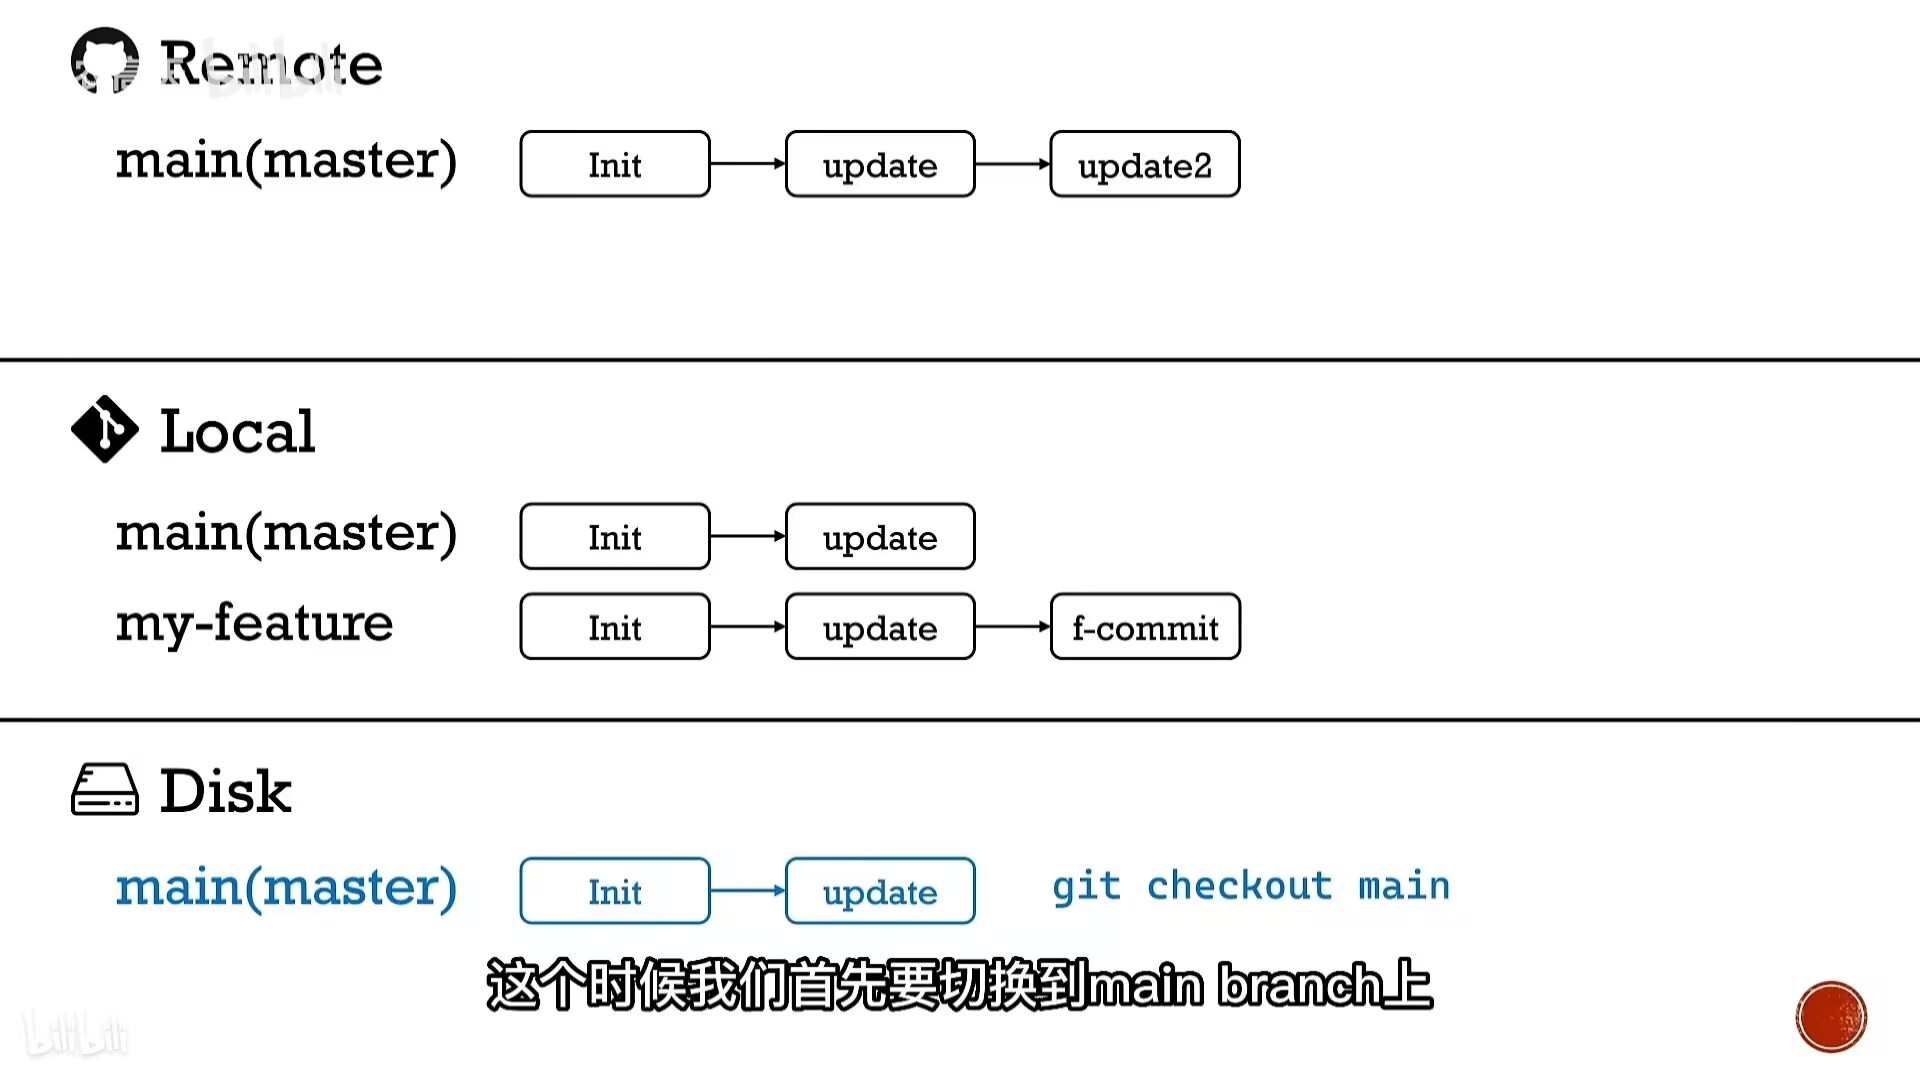 Remote
bilibili
main(master) Init update update2
Local
main(master) Init update
my-feature Init update f-commit
Disk
main(master) Init update git checkout main
这个时候我们首先要切换到main branch上
bilibili